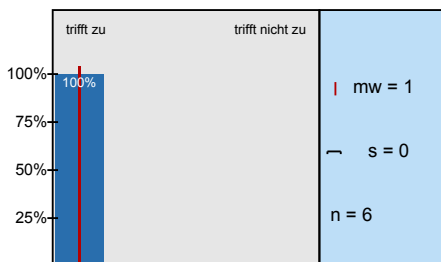 trifft zu trifft nicht zu
100%
100%
mw = 1
75%
s = 0
50%
n = 6
25%